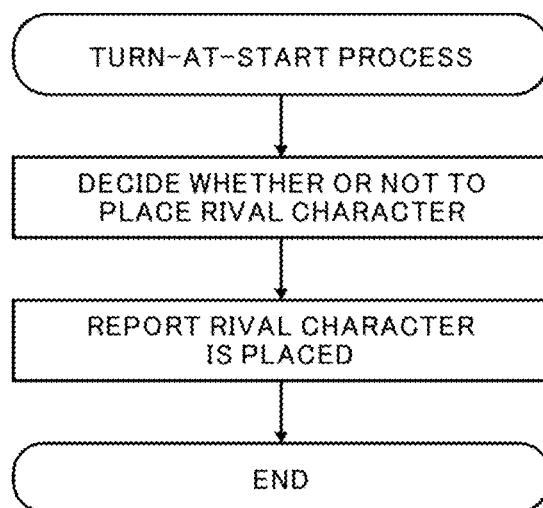 TURN-AT-START PROCESS
DECIDE WHETHER OR NOT TO
PLACE RIVAL CHARACTER
REPORT RIVAL CHARACTER
IS PLACED
END